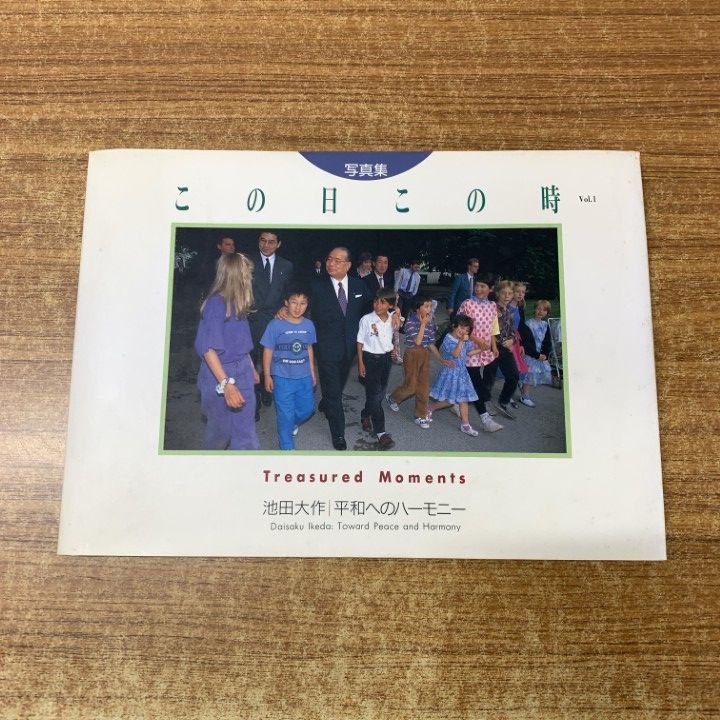 写真集
この日この時 Vol.1
Treasured Moments
池田大作|平和へのハーモニー
Daisaku Ikeda: Toward Peace and Harmony